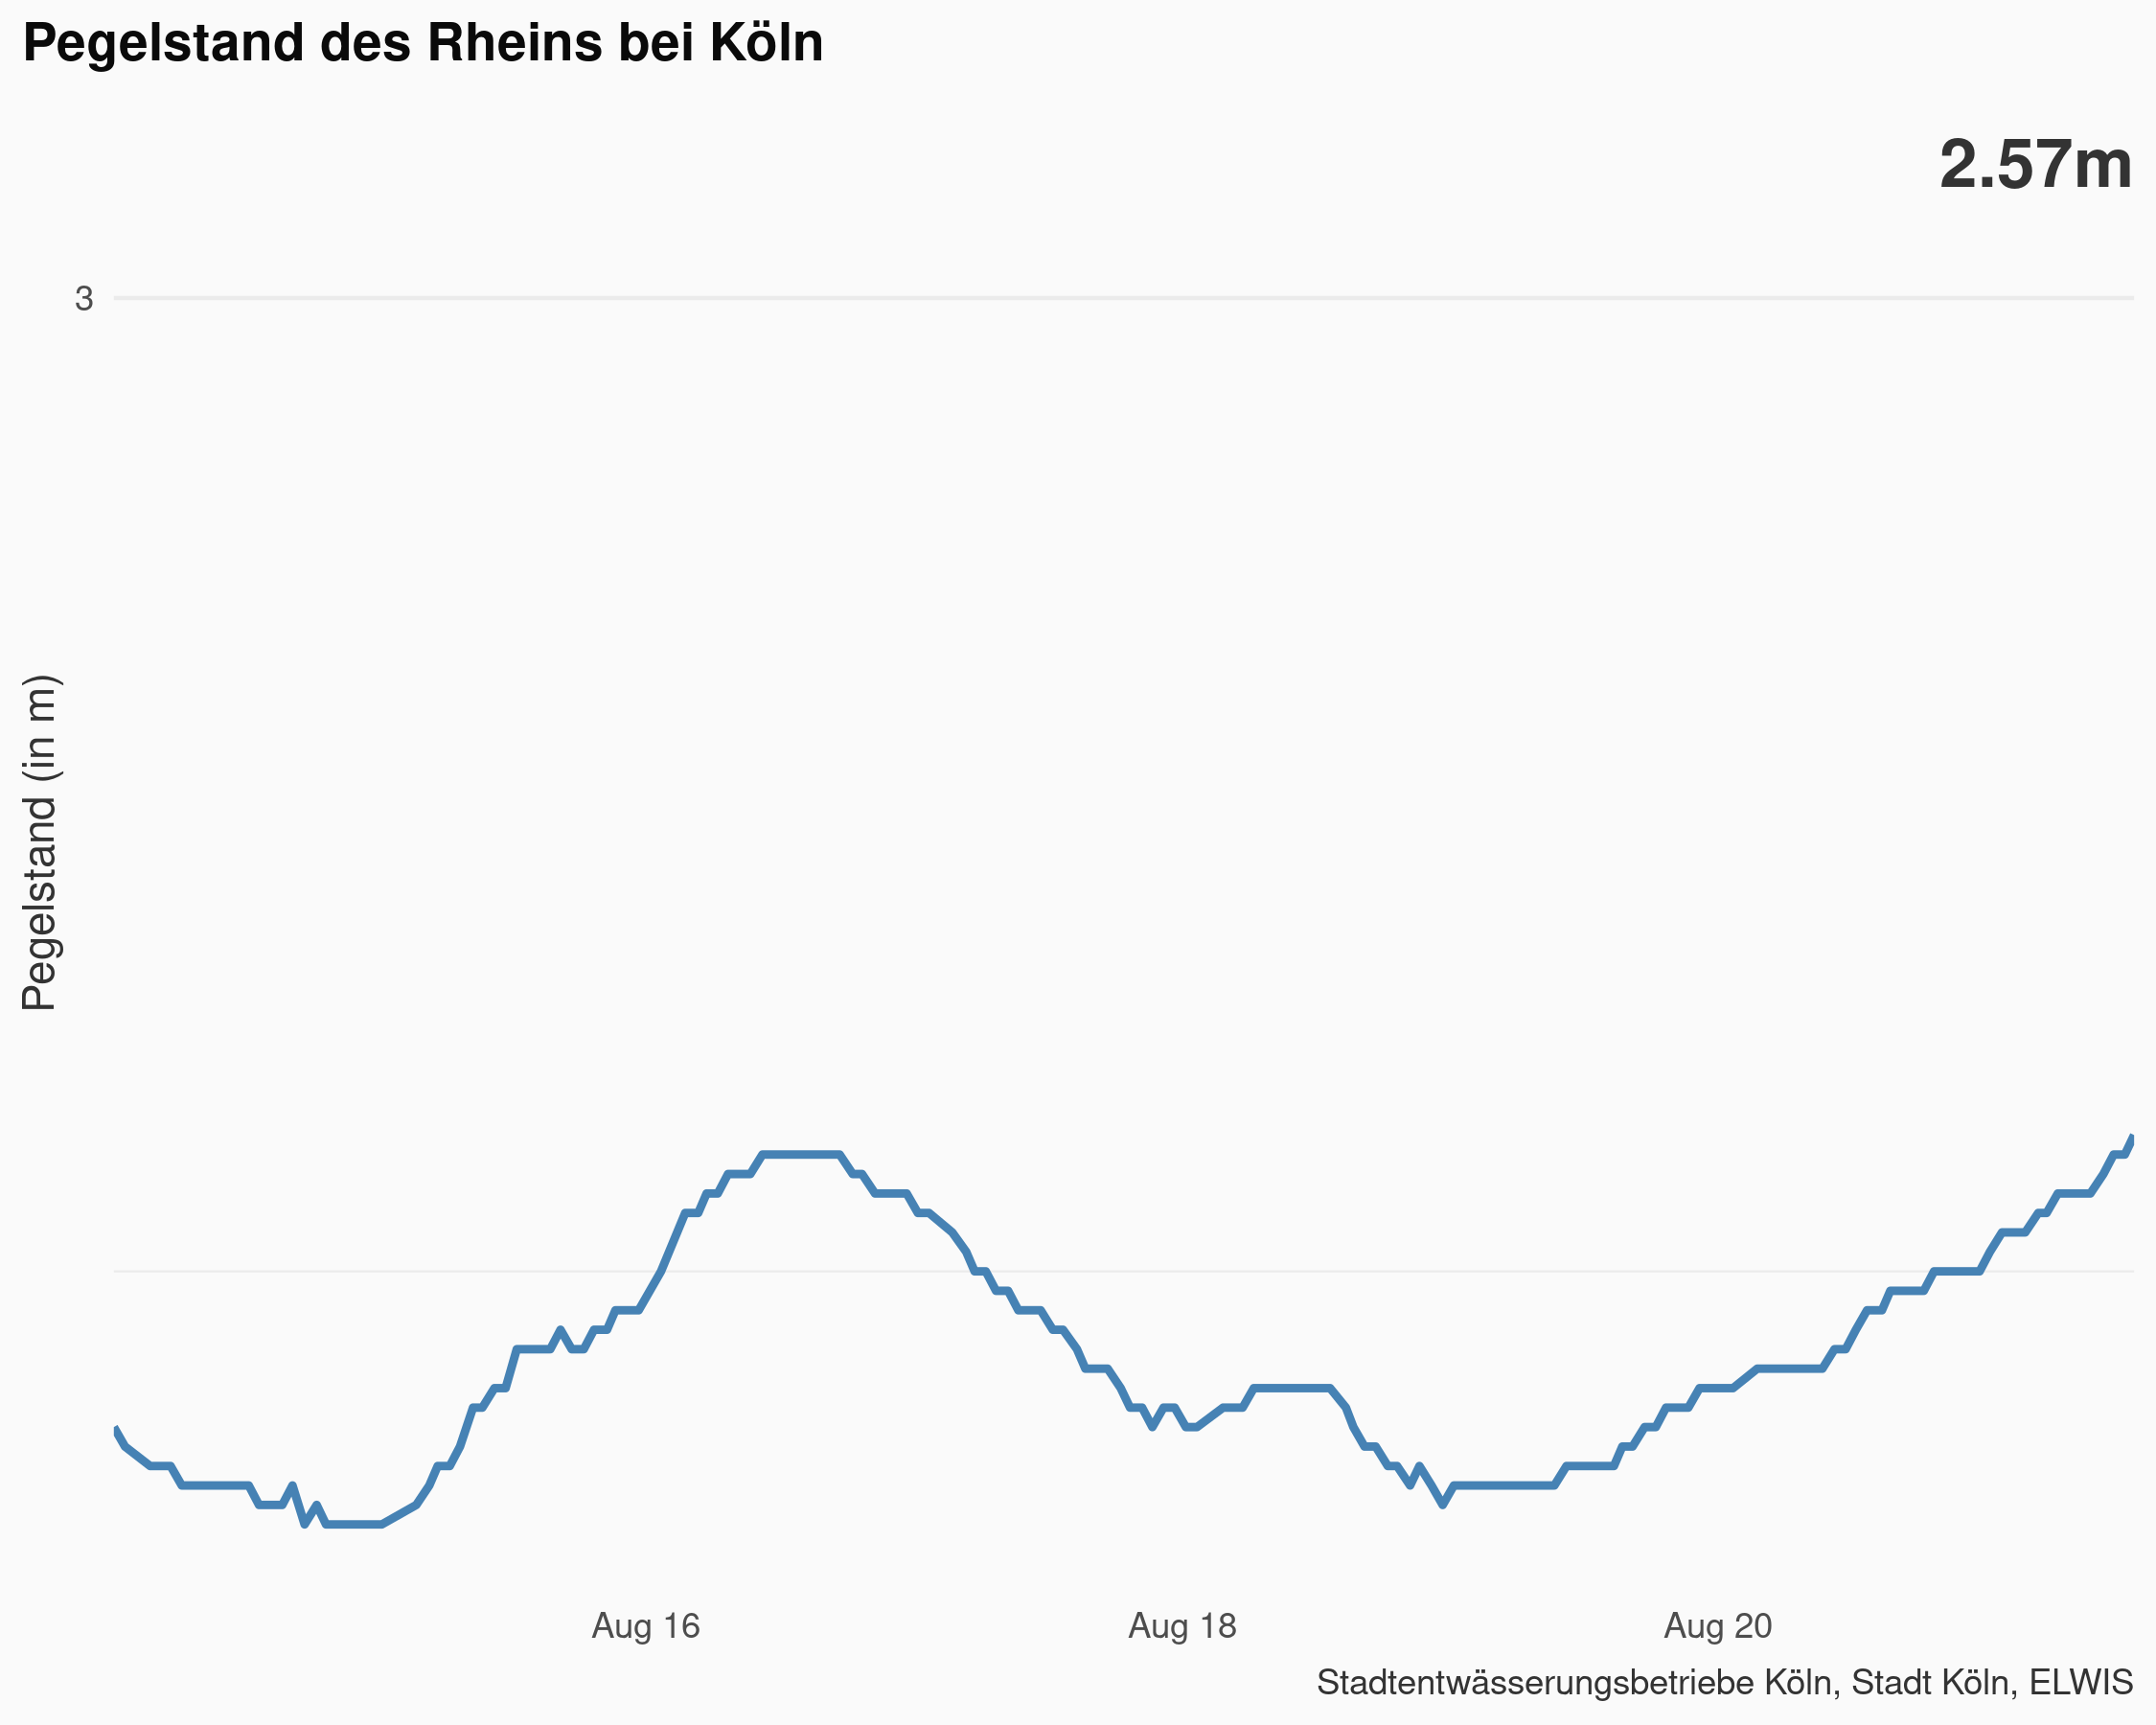 Pegelstand des Rheins bei Köln
2.57m
3
Pegelstand (in m)
Aug 16
Aug 18
Aug 20
Stadtentwässerungsbetriebe Köln, Stadt Köln, ELWIS